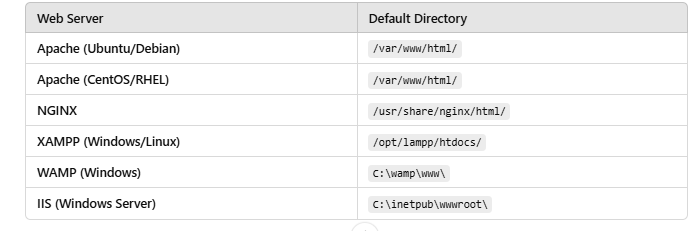 Web Server Default Directory
Apache (Ubuntu/Debian) /var/www/html/
Apache (CentOS/RHEL) /var/www/html/
NGINX /usr/share/nginx/html/
XAMPP (Windows/Linux) /opt/lampp/htdocs/
WAMP (Windows) C:\wamp\www\
IIS (Windows Server) C:\inetpub\wwwroot\